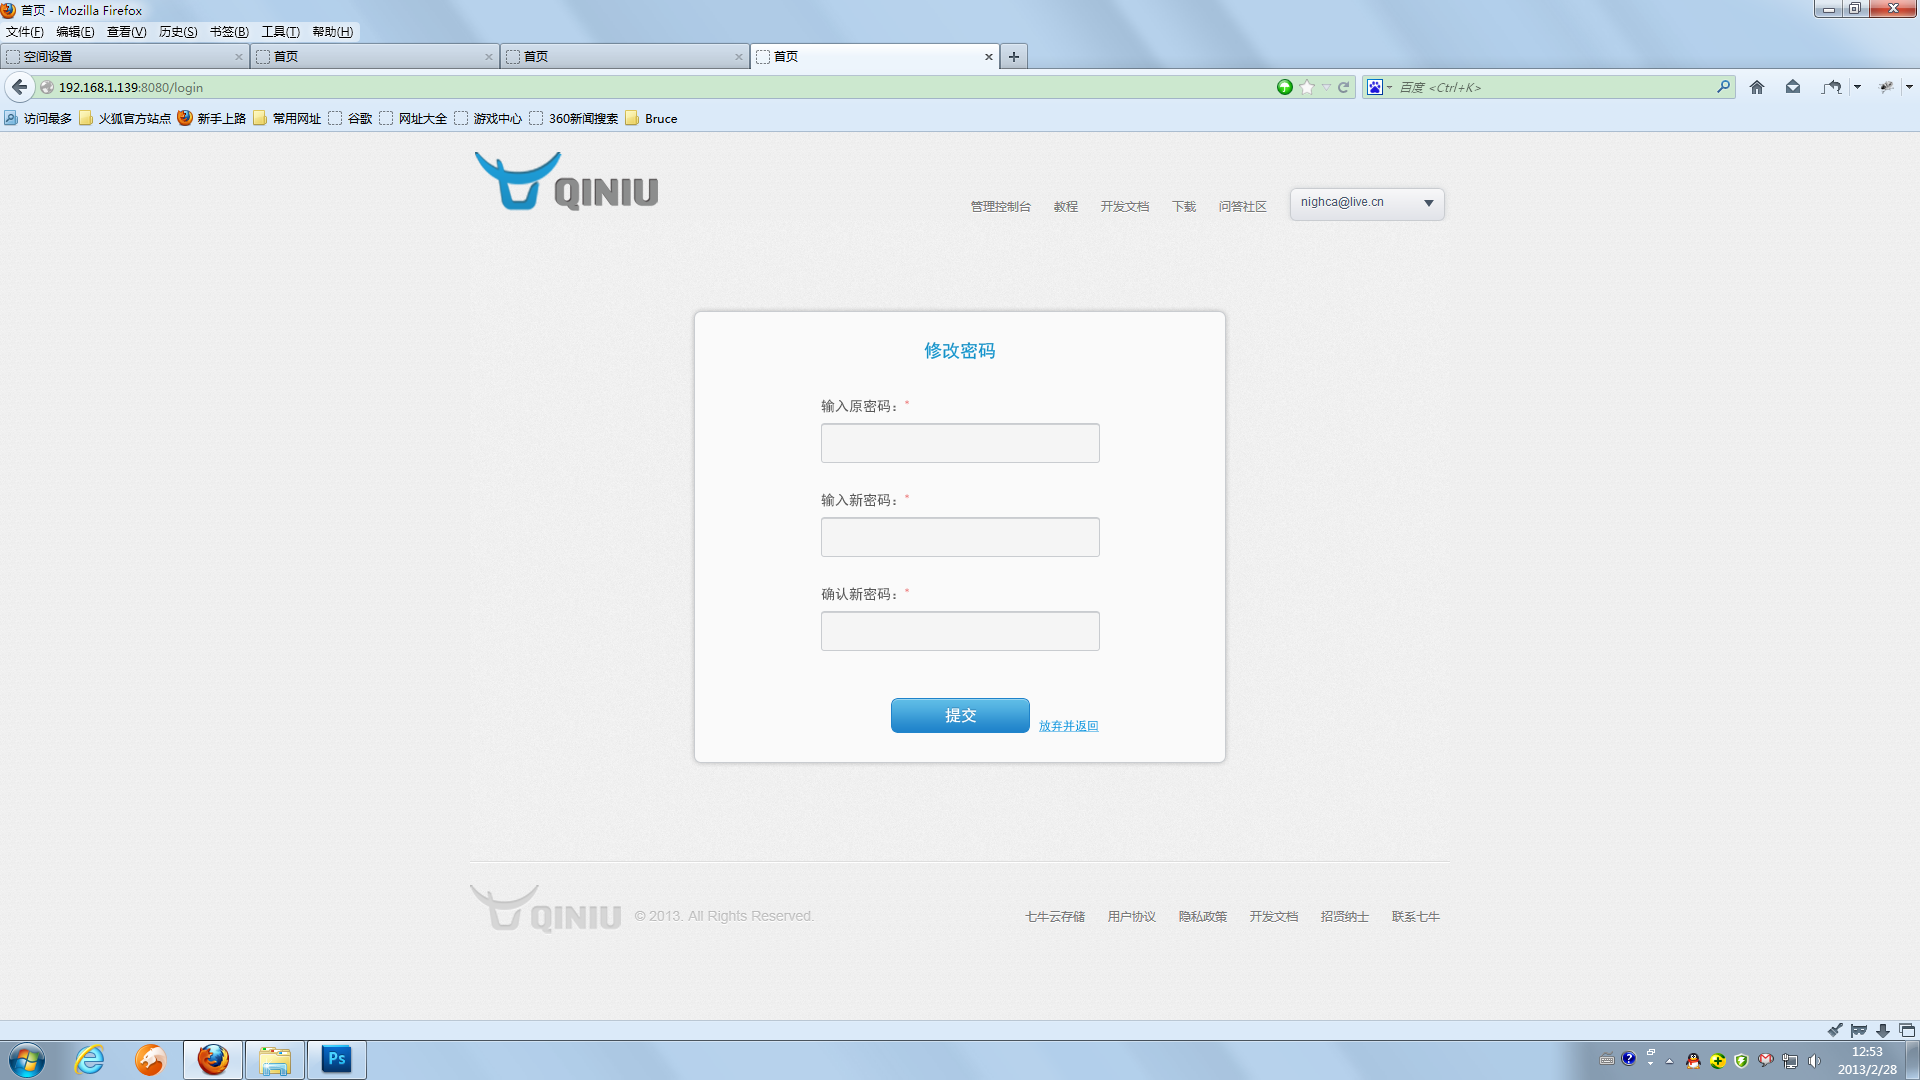 首页 - Mozilla Firefox
文件(F) 编辑(E) 查看(V) 历史(S) 书签(B) 工具(T) 帮助(H)
空间设置 首页 首页 首页
192.168.1.139:8080/login 百度 <Ctrl+K>
访问最多 火狐官方站点 新手上路 常用网址 谷歌 网址大全 游戏中心 360新闻搜索 Bruce
QINIU
管理控制台 教程 开发文档 下载 问答社区 nighca@live.cn
修改密码
输入原密码：*
输入新密码：*
确认新密码：*
提交 放弃并返回
QINIU © 2013. All Rights Reserved. 七牛云存储 用户协议 隐私政策 开发文档 招贤纳士 联系七牛
Ps
12:53
2013/2/28